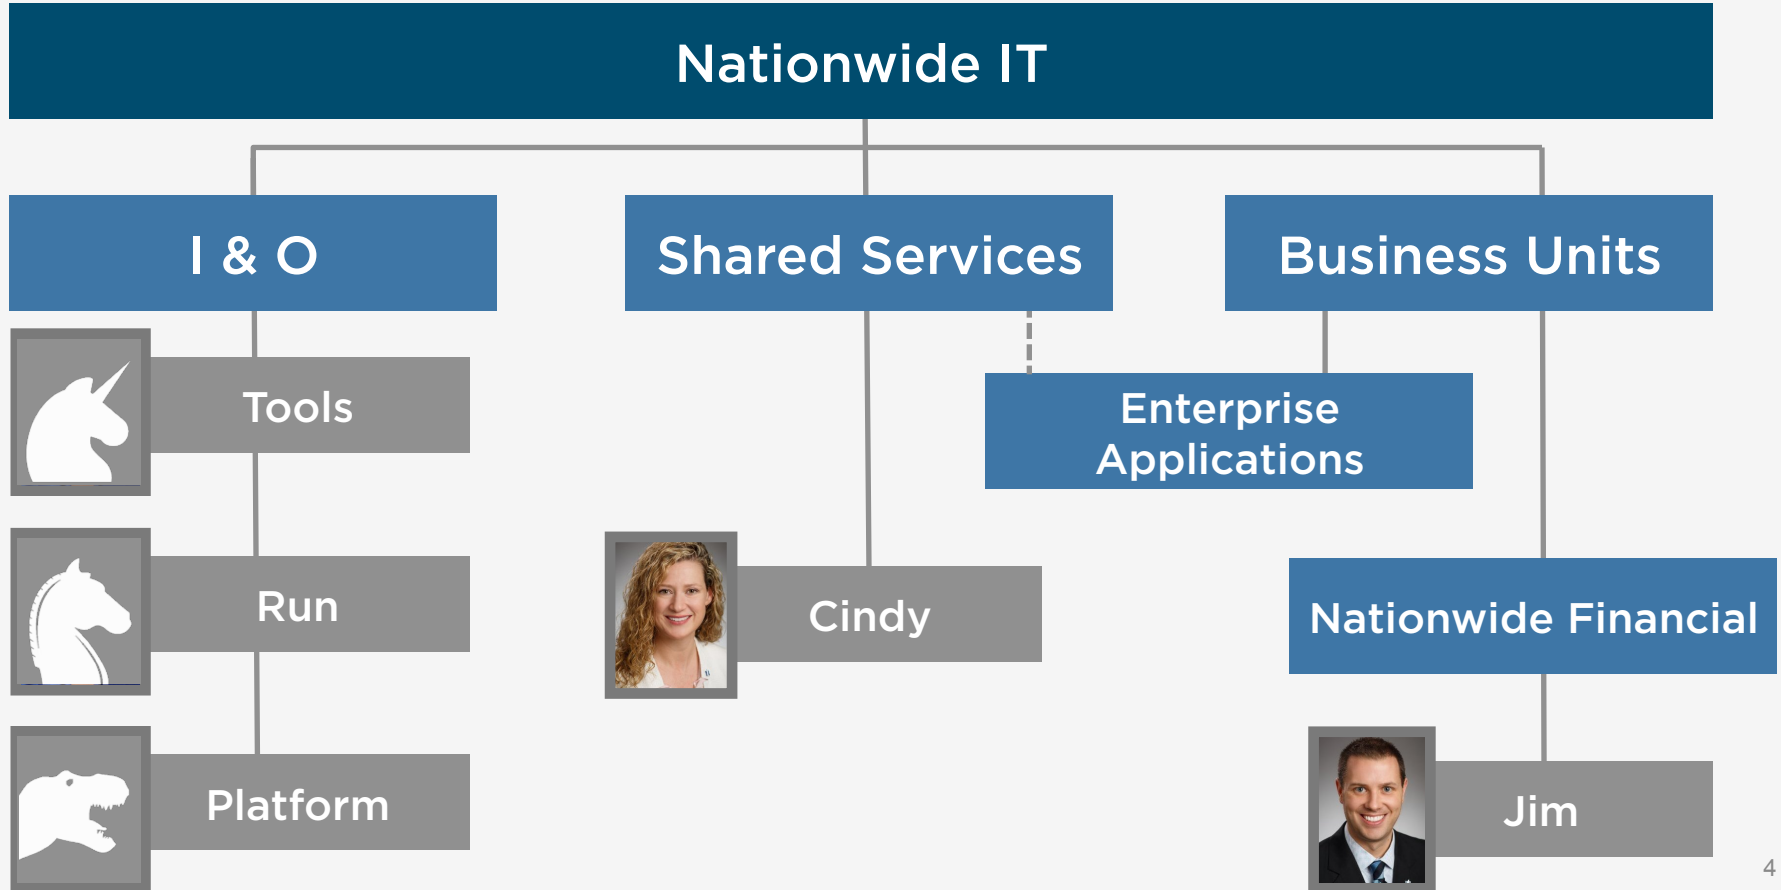 Nationwide IT
I & O
Shared Services
Business Units
Tools
Enterprise
Applications
Run
Cindy
Nationwide Financial
Platform
Jim
4